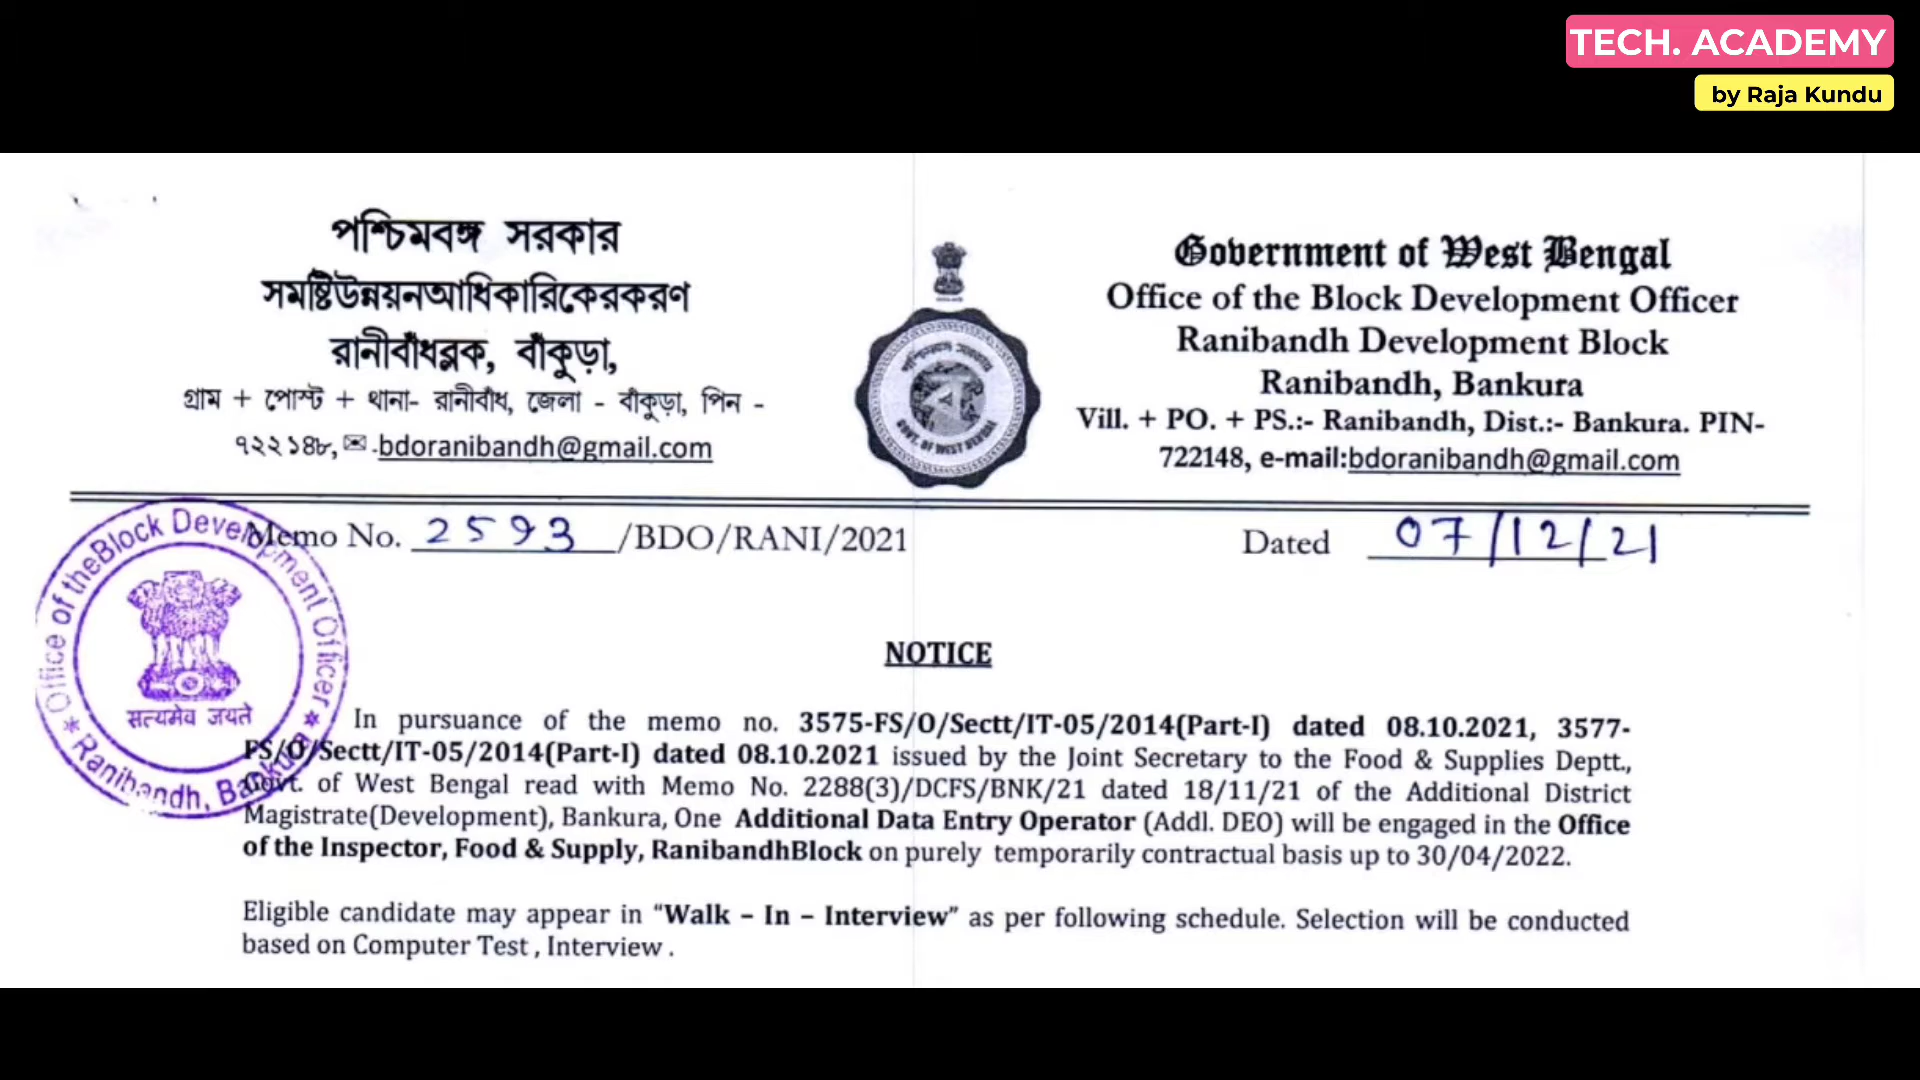 TECH. ACADEMY
by Raja Kundu
পশ্চিমবঙ্গ সরকার
সমষ্টিউন্নয়নআধিকারিকেরকরণ
রানীবাঁধব্লক, বাঁকুড়া,
গ্রাম + পোস্ট + থানা- রানীবাঁধ, জেলা - বাঁকুড়া, পিন -
৭২২১৪৮, ✉ -bdoranibandh@gmail.com
Government of West Bengal
Office of the Block Development Officer
Ranibandh Development Block
Ranibandh, Bankura
Vill. + PO. + PS.:- Ranibandh, Dist.:- Bankura. PIN-
722148, e-mail:bdoranibandh@gmail.com
পশ্চিমবঙ্গ সরকার
GOVT. OF WEST BENGAL
Memo No. 2593 /BDO/RANI/2021
Dated 07/12/21
Office of the Block Development Officer
सत्यमेव जयते
* Ranibandh, Bankura *
NOTICE
In pursuance of the memo no. 3575-FS/O/Sectt/IT-05/2014(Part-I) dated 08.10.2021, 3577-
FS/O/Sectt/IT-05/2014(Part-I) dated 08.10.2021 issued by the Joint Secretary to the Food & Supplies Deptt.,
Govt. of West Bengal read with Memo No. 2288(3)/DCFS/BNK/21 dated 18/11/21 of the Additional District
Magistrate(Development), Bankura, One Additional Data Entry Operator (Addl. DEO) will be engaged in the Office
of the Inspector, Food & Supply, RanibandhBlock on purely temporarily contractual basis up to 30/04/2022.
Eligible candidate may appear in “Walk – In – Interview” as per following schedule. Selection will be conducted
based on Computer Test , Interview .